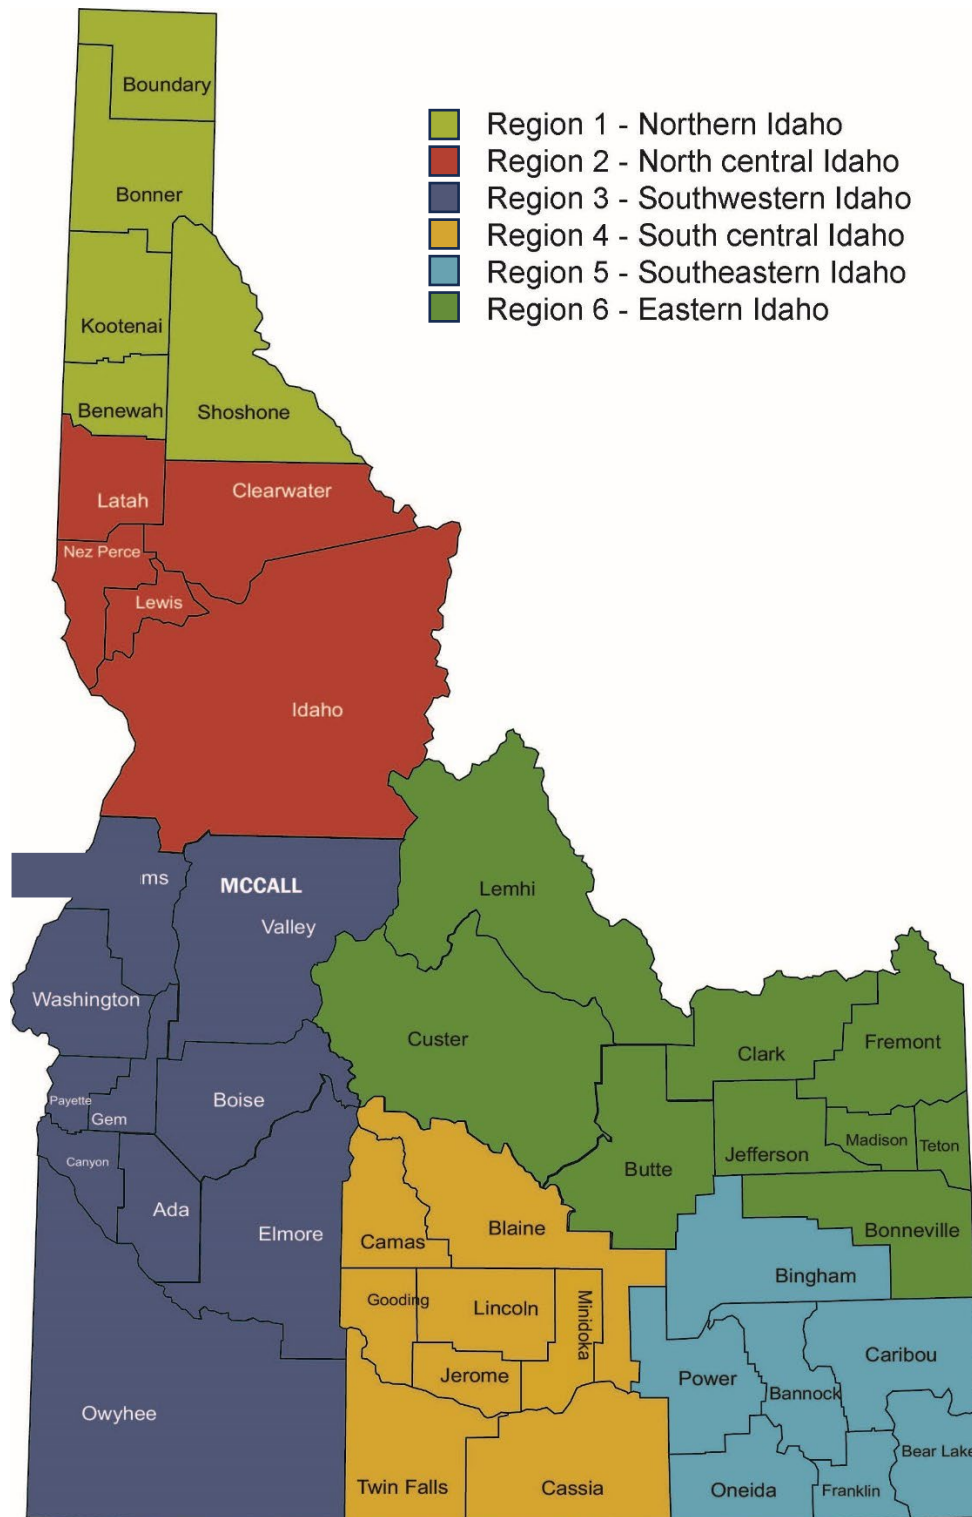 Boundary
Region 1 - Northern Idaho
Region 2 - North central Idaho
Region 3 - Southwestern Idaho
Region 4 - South central Idaho
Region 5 - Southeastern Idaho
Region 6 - Eastern Idaho
Bonner
Kootenai
Benewah
Shoshone
Latah
Clearwater
Nez Perce
Lewis
Idaho
ms
MCCALL
Valley
Lemhi
Washington
Custer
Clark
Fremont
Payette
Gem
Boise
Canyon
Ada
Elmore
Butte
Jefferson
Madison
Teton
Camas
Blaine
Bonneville
Bingham
Gooding
Lincoln
Minidoka
Jerome
Power
Bannock
Caribou
Owyhee
Twin Falls
Cassia
Oneida
Franklin
Bear Lake